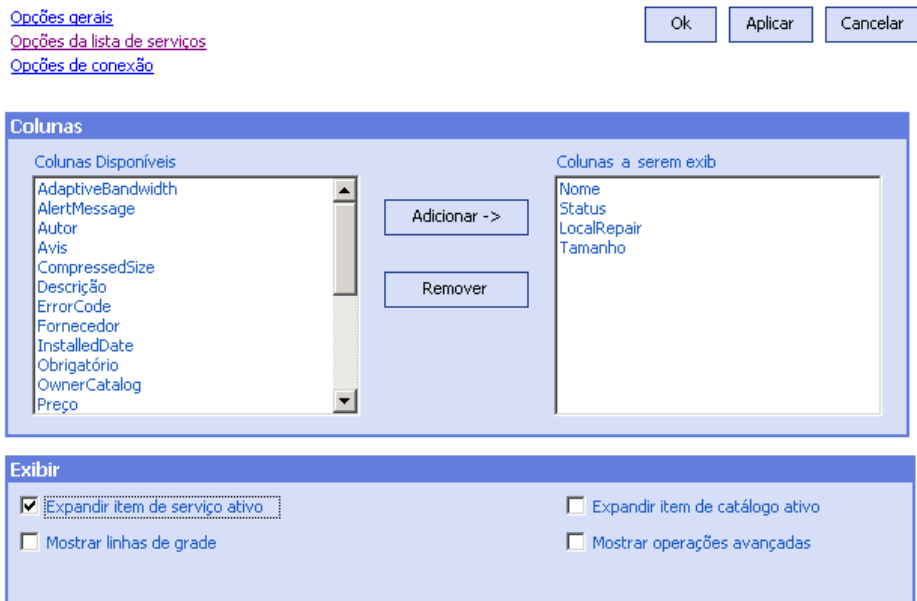 Opções gerais
Opções da lista de serviços
Opções de conexão
Ok
Aplicar
Cancelar
Colunas
Colunas Disponíveis
AdaptiveBandwidth
AlertMessage
Autor
Avis
CompressedSize
Descrição
ErrorCode
Fornecedor
InstalledDate
Obrigatório
OwnerCatalog
Preço
Adicionar ->
Remover
Colunas a serem exib
Nome
Status
LocalRepair
Tamanho
Exibir
Expandir item de serviço ativo
Expandir item de catálogo ativo
Mostrar linhas de grade
Mostrar operações avançadas